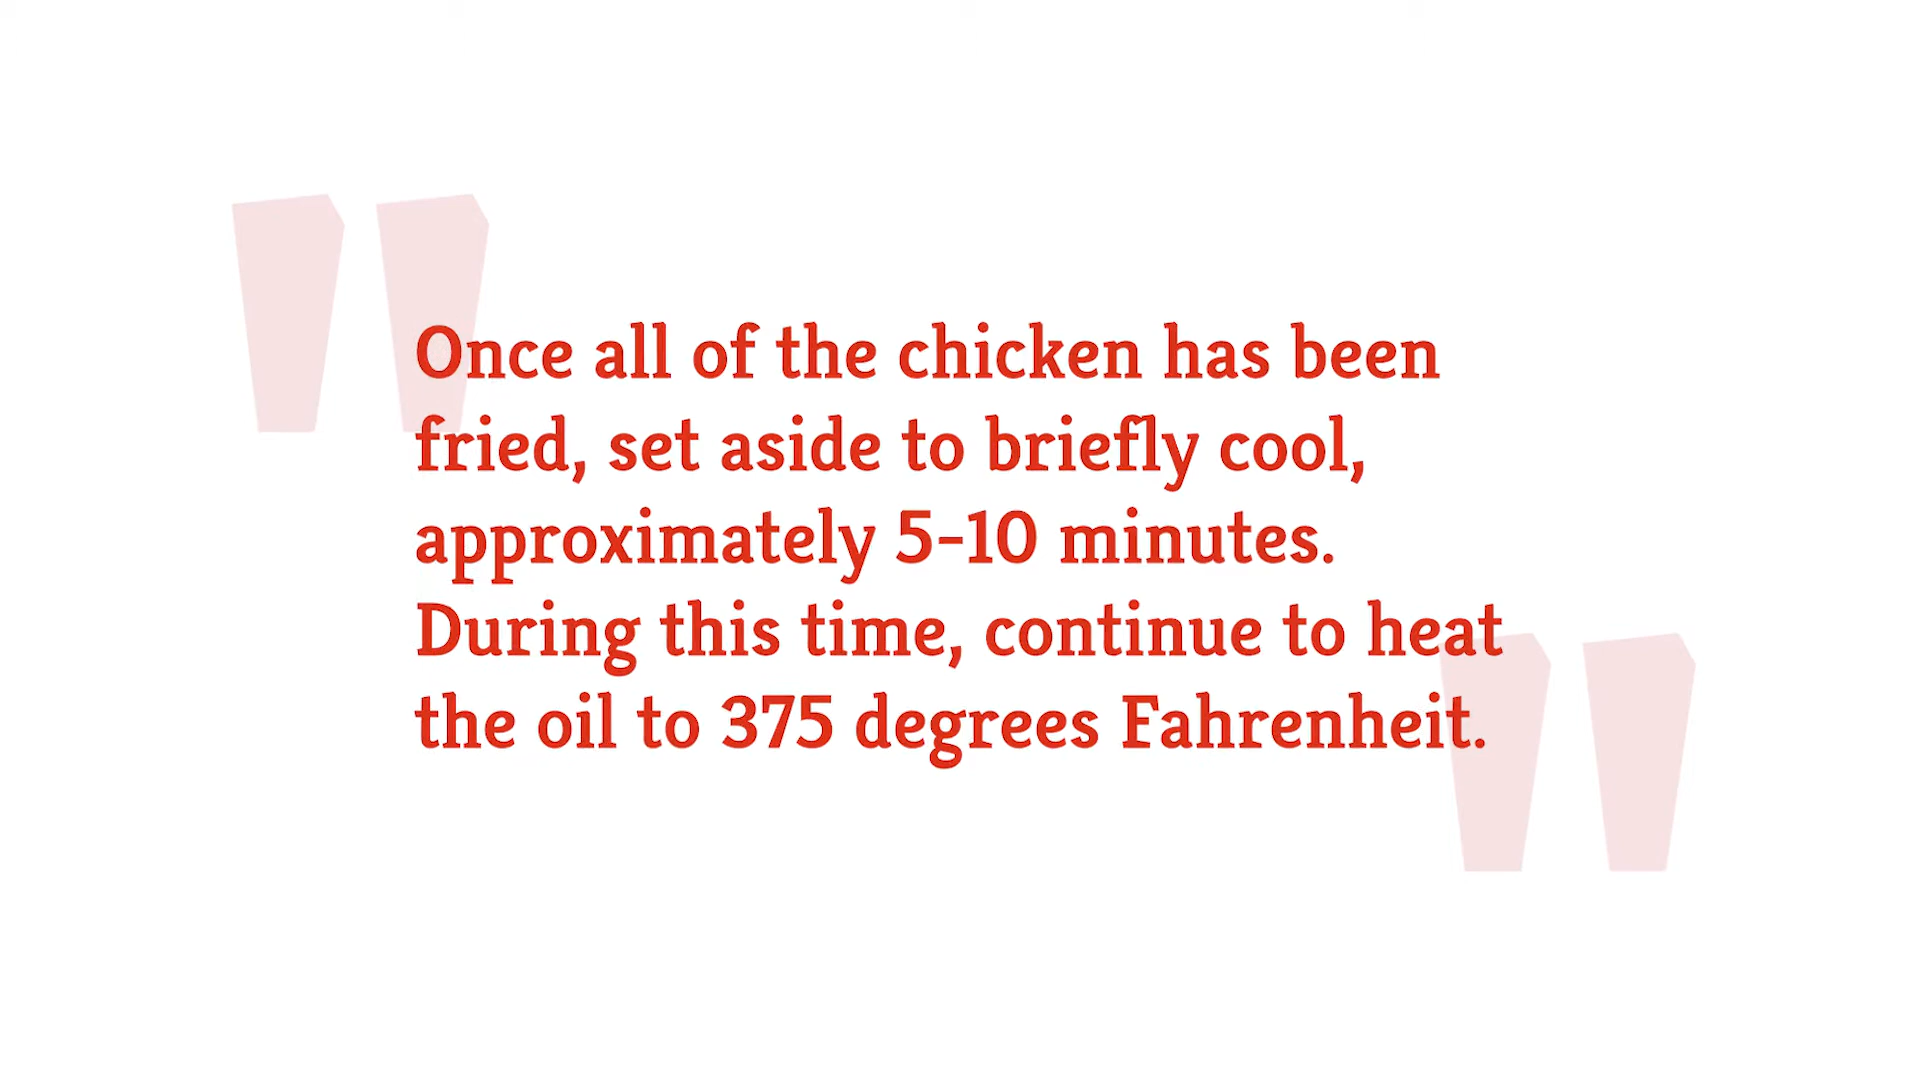 Once all of the chicken has been
fried, set aside to briefly cool,
approximately 5-10 minutes.
During this time, continue to heat
the oil to 375 degrees Fahrenheit.